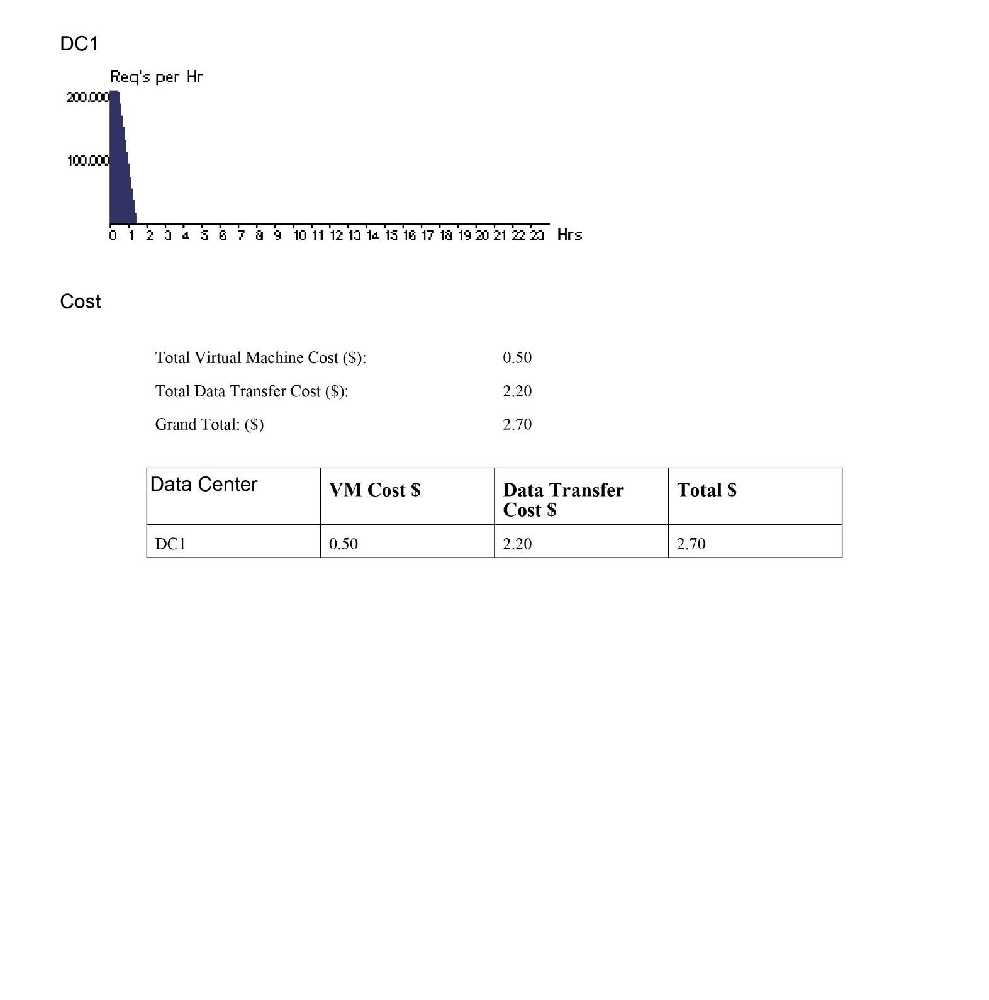 DC1
Req's per Hr
200.000
100.000
0 1 2 3 4 5 6 7 8 9 10 11 12 13 14 15 16 17 18 19 20 21 22 23 Hrs
Cost
Total Virtual Machine Cost ($): 0.50
Total Data Transfer Cost ($): 2.20
Grand Total: ($) 2.70
Data Center VM Cost $ Data Transfer Total $
Cost $
DC1 0.50 2.20 2.70